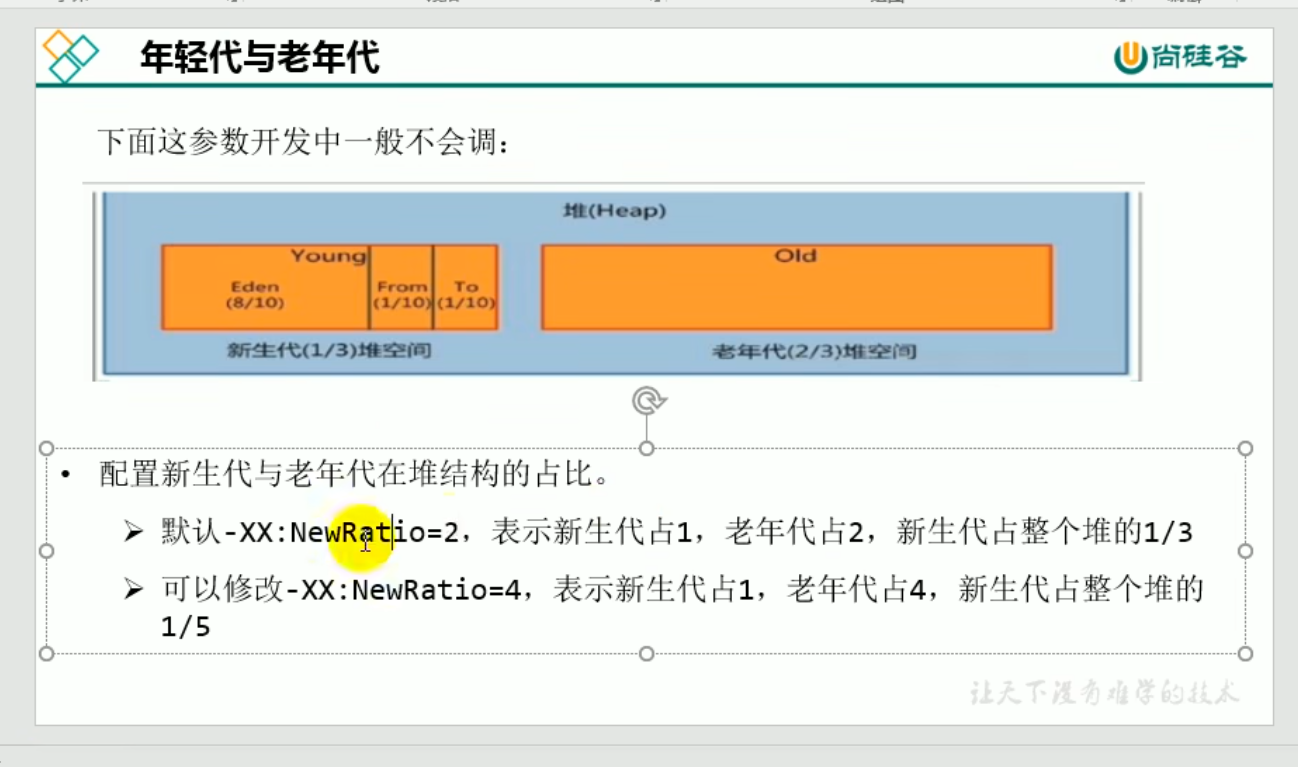 年轻代与老年代
尚硅谷
下面这参数开发中一般不会调：
堆(Heap)
Young
Old
Eden
From
To
(8/10)
(1/10)
(1/10)
新生代(1/3)堆空间
老年代(2/3)堆空间
• 配置新生代与老年代在堆结构的占比。
➢ 默认-XX:NewRatio=2，表示新生代占1，老年代占2，新生代占整个堆的1/3
➢ 可以修改-XX:NewRatio=4，表示新生代占1，老年代占4，新生代占整个堆的
1/5
让天下没有难学的技术